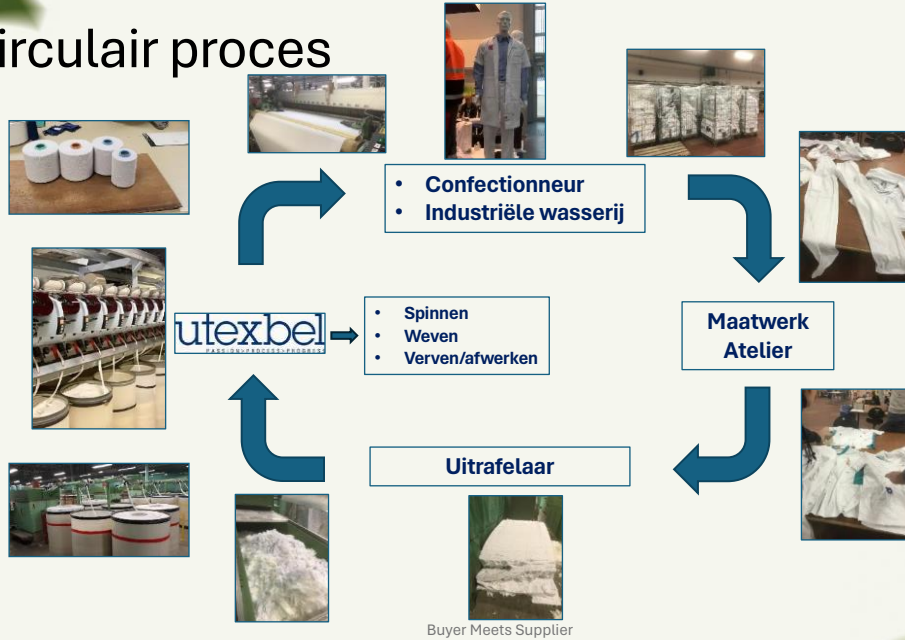 irculair proces
• Confectionneur
• Industriële wasserij
utexbel
PASSION>PROCESS>PROGRESS
• Spinnen
• Weven
• Verven/afwerken
Maatwerk
Atelier
Uitrafelaar
Buyer Meets Supplier